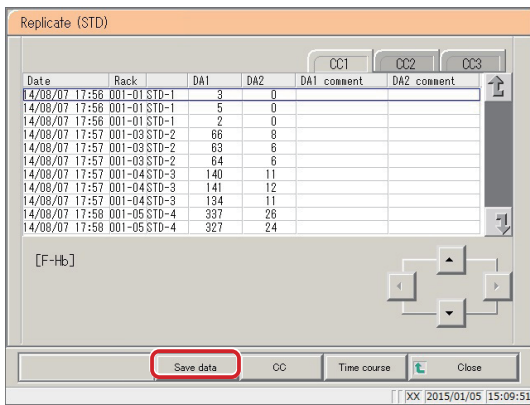 Replicate (STD)
CC1 CC2 CC3
Date Rack DA1 DA2 DA1 comment DA2 comment
14/08/07 17:56 001-01 STD-1 3 0
14/08/07 17:56 001-01 STD-1 5 0
14/08/07 17:56 001-01 STD-1 2 0
14/08/07 17:57 001-03 STD-2 66 8
14/08/07 17:57 001-03 STD-2 63 6
14/08/07 17:57 001-03 STD-2 64 6
14/08/07 17:57 001-04 STD-3 140 11
14/08/07 17:57 001-04 STD-3 141 12
14/08/07 17:57 001-04 STD-3 134 11
14/08/07 17:58 001-05 STD-4 337 26
14/08/07 17:58 001-05 STD-4 327 24
[F-Hb]
Save data CC Time course Close
XX 2015/01/05 15:09:51